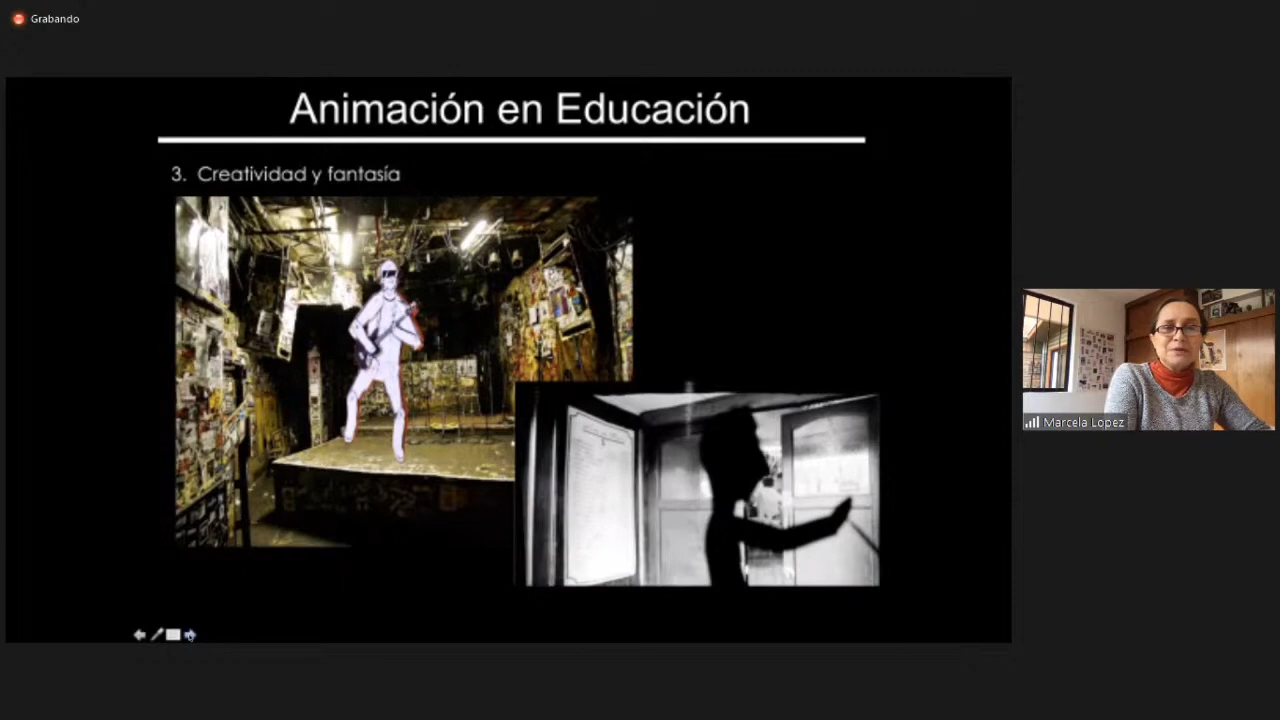 Grabando
Animación en Educación
3. Creatividad y fantasía
Marcela Lopez